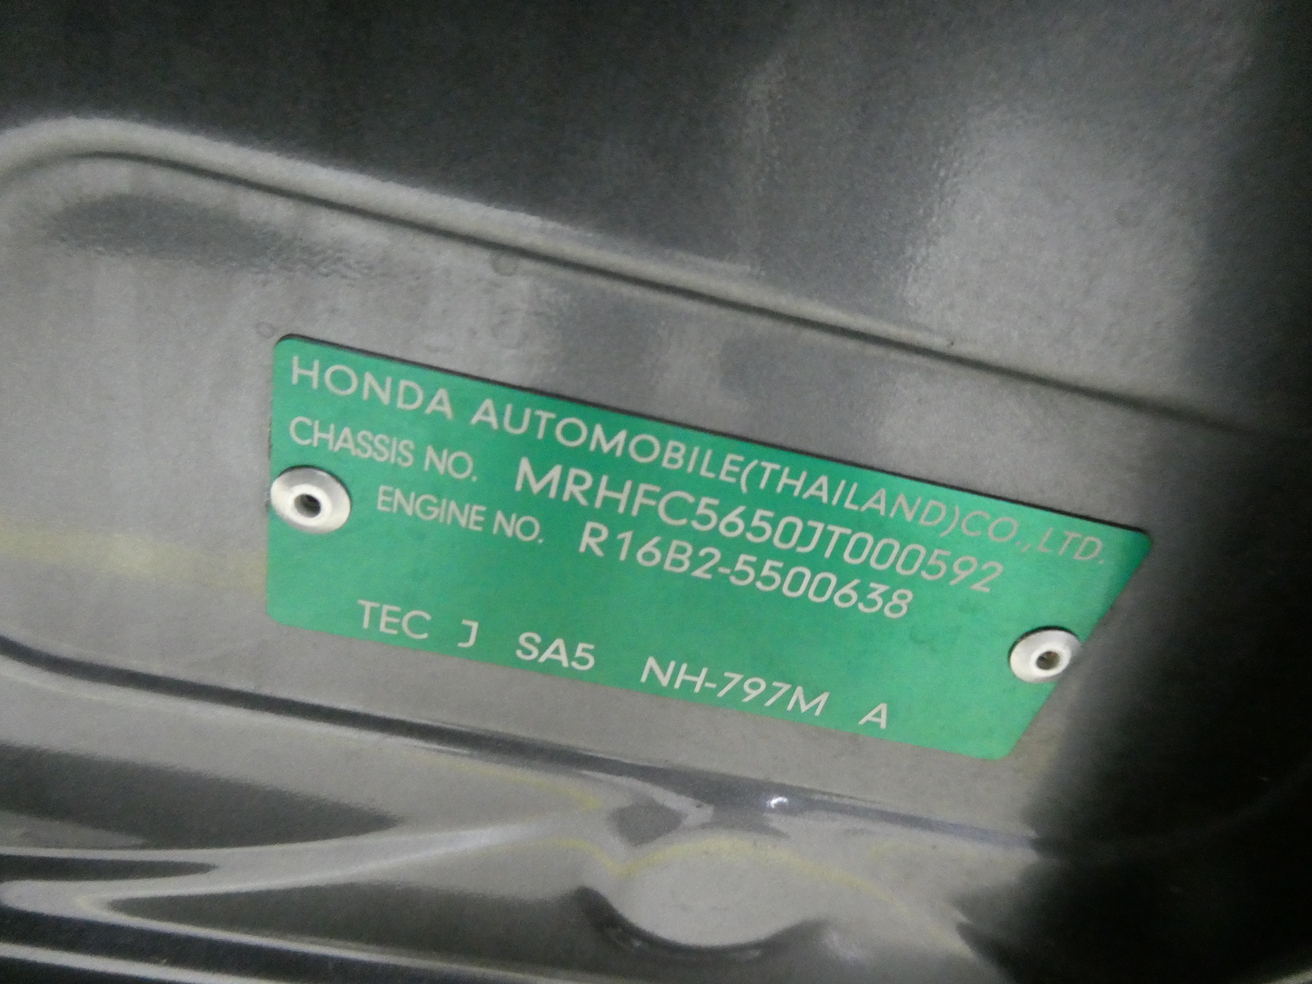 HONDA AUTOMOBILE(THAILAND)CO.,LTD.
CHASSIS NO. MRHFC5650JT000592
ENGINE NO. R16B2-5500638
TEC J SA5 NH-797M A